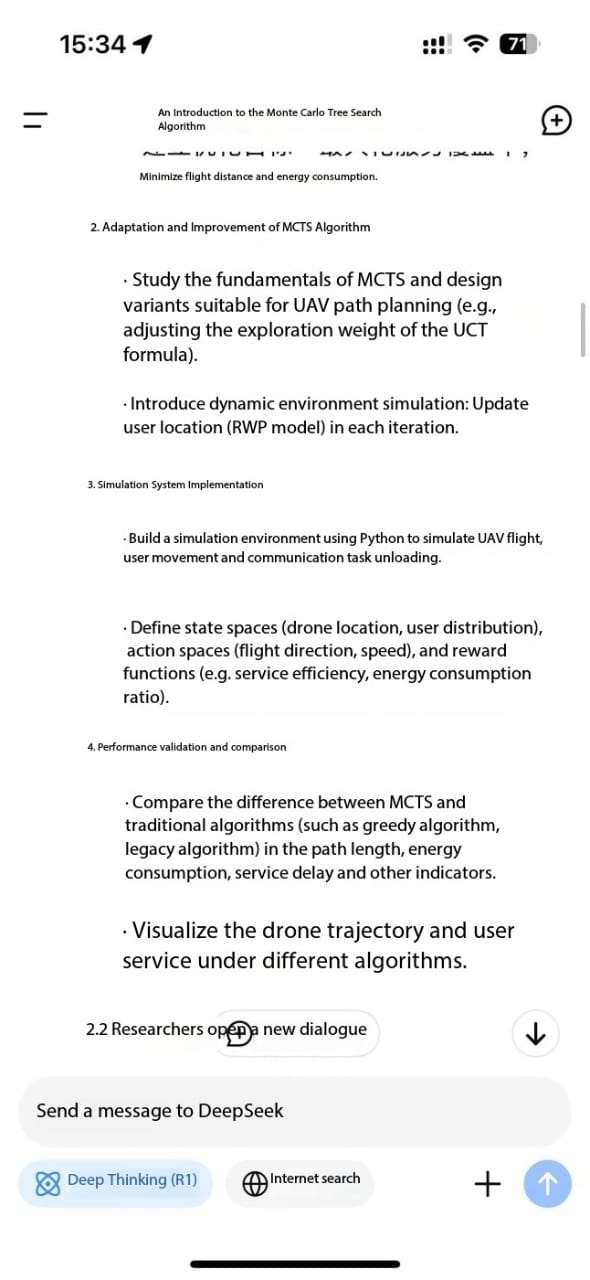 15:34
71
An Introduction to the Monte Carlo Tree Search
Algorithm
Minimize flight distance and energy consumption.
2. Adaptation and Improvement of MCTS Algorithm
· Study the fundamentals of MCTS and design
variants suitable for UAV path planning (e.g.,
adjusting the exploration weight of the UCT
formula).
· Introduce dynamic environment simulation: Update
user location (RWP model) in each iteration.
3. Simulation System Implementation
· Build a simulation environment using Python to simulate UAV flight,
user movement and communication task unloading.
· Define state spaces (drone location, user distribution),
action spaces (flight direction, speed), and reward
functions (e.g. service efficiency, energy consumption
ratio).
4. Performance validation and comparison
· Compare the difference between MCTS and
traditional algorithms (such as greedy algorithm,
legacy algorithm) in the path length, energy
consumption, service delay and other indicators.
· Visualize the drone trajectory and user
service under different algorithms.
2.2 Researchers open a new dialogue
Send a message to DeepSeek
Deep Thinking (R1)
Internet search